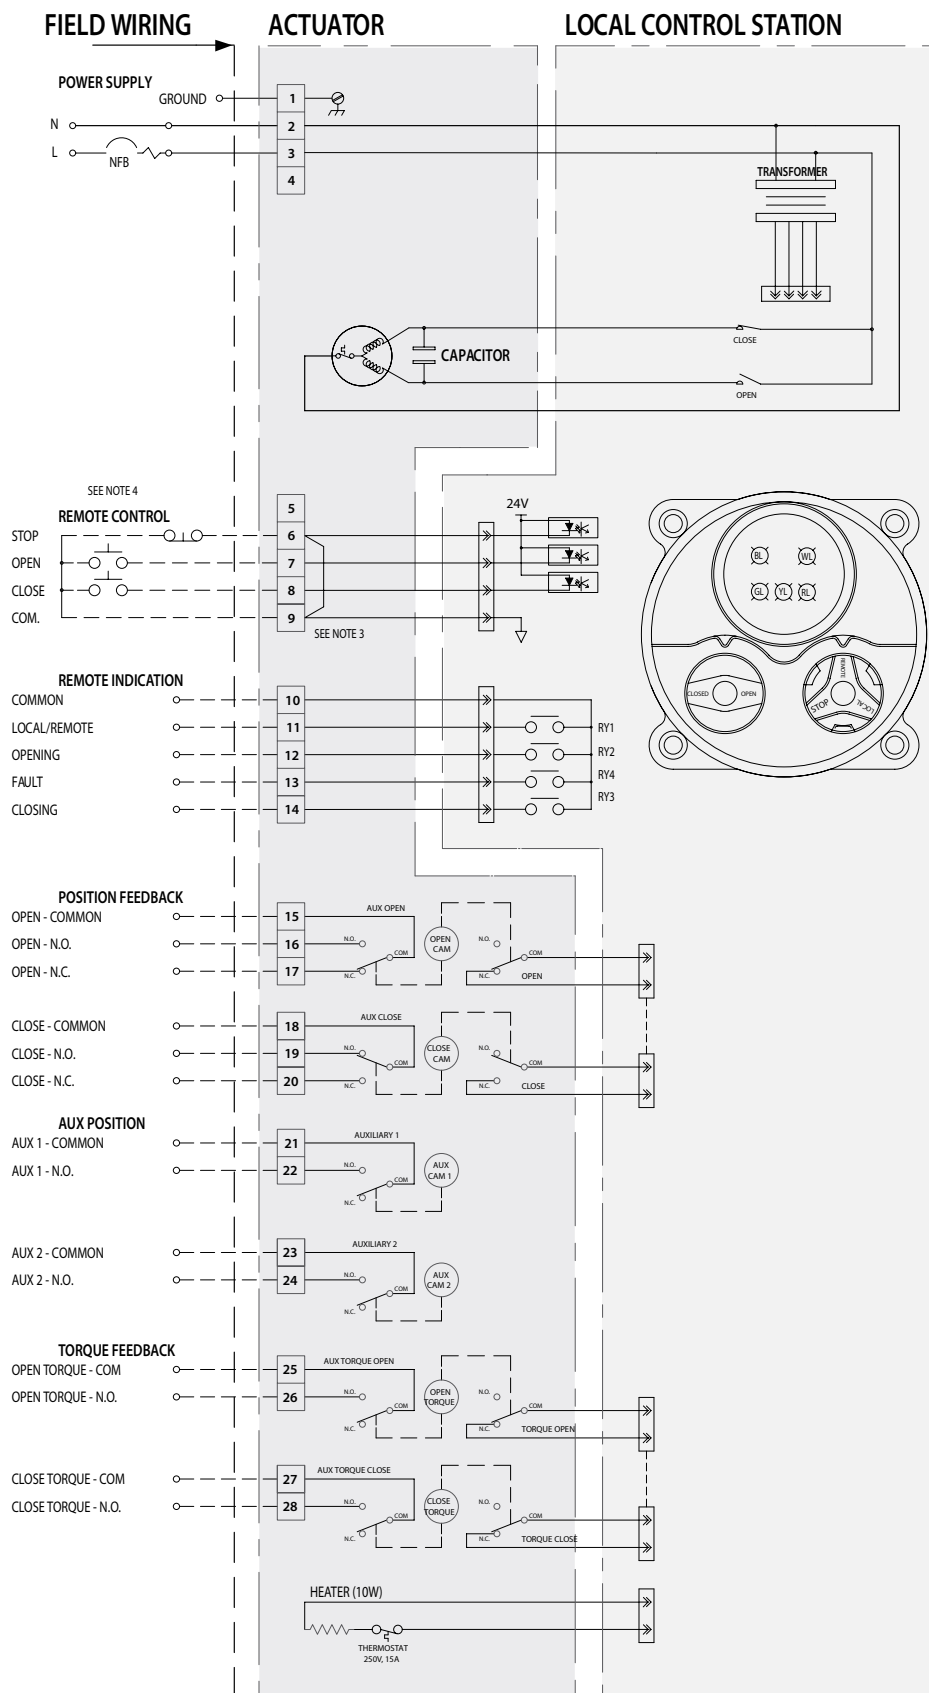 FIELD WIRING ACTUATOR LOCAL CONTROL STATION
POWER SUPPLY
GROUND 1
N 2
L NFB 3
4
TRANSFORMER
CAPACITOR
CLOSE
OPEN
SEE NOTE 4
REMOTE CONTROL
5
24V
STOP 6
OPEN 7
CLOSE 8
COM. 9
SEE NOTE 3
BL WL
GL YL RL
CLOSED OPEN
REMOTE
STOP LOCAL
REMOTE INDICATION
COMMON 10
LOCAL/REMOTE 11 RY1
OPENING 12 RY2
FAULT 13 RY4
CLOSING 14 RY3
POSITION FEEDBACK
OPEN - COMMON 15 AUX OPEN
OPEN - N.O. 16 N.O. COM OPEN CAM N.O. COM
OPEN - N.C. 17 N.C. N.C. OPEN
CLOSE - COMMON 18 AUX CLOSE
CLOSE - N.O. 19 N.O. COM CLOSE CAM N.O. COM
CLOSE - N.C. 20 N.C. N.C. CLOSE
AUX POSITION
AUX 1 - COMMON 21 AUXILIARY 1
AUX 1 - N.O. 22 N.O. COM AUX CAM 1
N.C.
AUX 2 - COMMON 23 AUXILIARY 2
AUX 2 - N.O. 24 N.O. COM AUX CAM 2
N.C.
TORQUE FEEDBACK
OPEN TORQUE - COM 25 AUX TORQUE OPEN
OPEN TORQUE - N.O. 26 N.O. COM OPEN TORQUE N.O. COM
N.C. N.C. TORQUE OPEN
CLOSE TORQUE - COM 27 AUX TORQUE CLOSE
CLOSE TORQUE - N.O. 28 N.O. COM CLOSE TORQUE N.O. COM
N.C. N.C. TORQUE CLOSE
HEATER (10W)
THERMOSTAT
250V, 15A